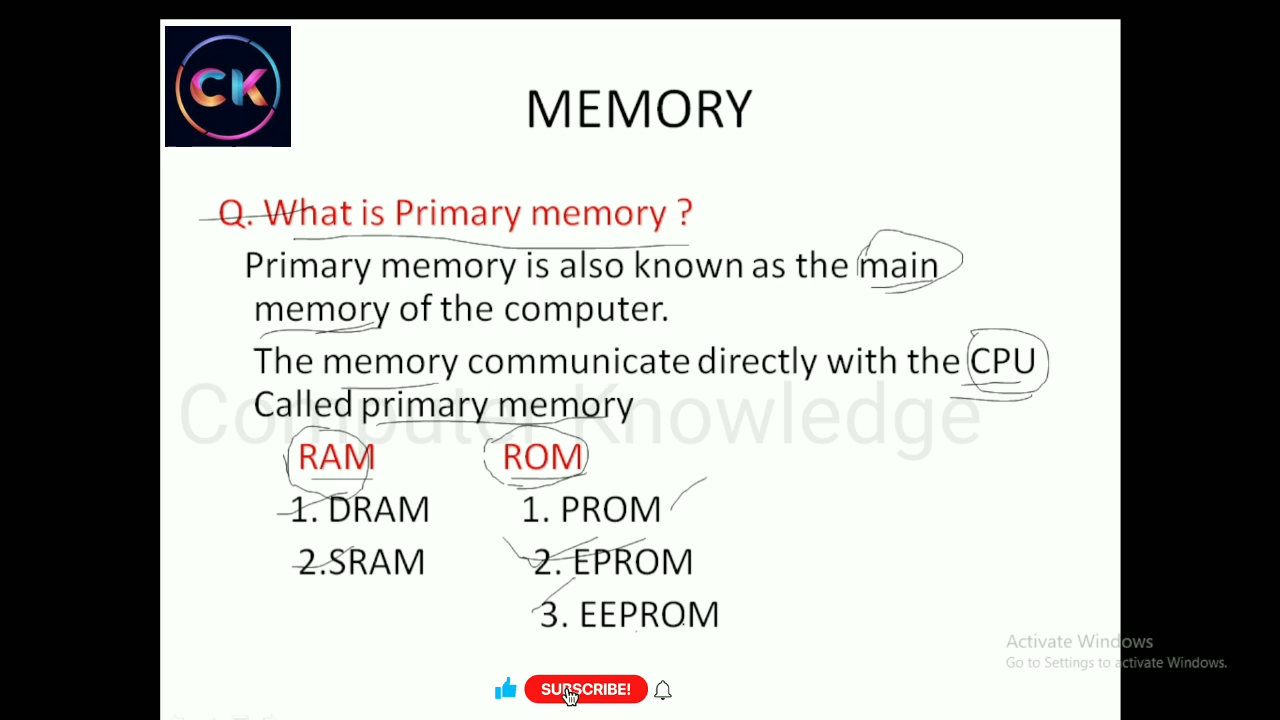 CK
MEMORY
Q. What is Primary memory ?
Primary memory is also known as the main
memory of the computer.
The memory communicate directly with the CPU
Called primary memory
Computer Knowledge
RAM ROM
1. DRAM 1. PROM
2.SRAM 2. EPROM
3. EEPROM
Activate Windows
Go to Settings to activate Windows.
SUBSCRIBE!